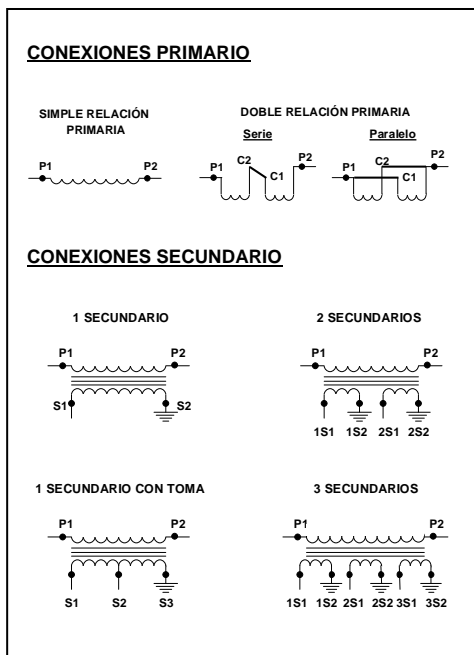 CONEXIONES PRIMARIO
SIMPLE RELACIÓN
PRIMARIA
P1 P2
DOBLE RELACIÓN PRIMARIA
Serie Paralelo
P1 C2 C1 P2
P1 C2 C1 P2
CONEXIONES SECUNDARIO
1 SECUNDARIO
P1 P2
S1 S2
2 SECUNDARIOS
P1 P2
1S1 1S2 2S1 2S2
1 SECUNDARIO CON TOMA
P1 P2
S1 S2 S3
3 SECUNDARIOS
P1 P2
1S1 1S2 2S1 2S2 3S1 3S2